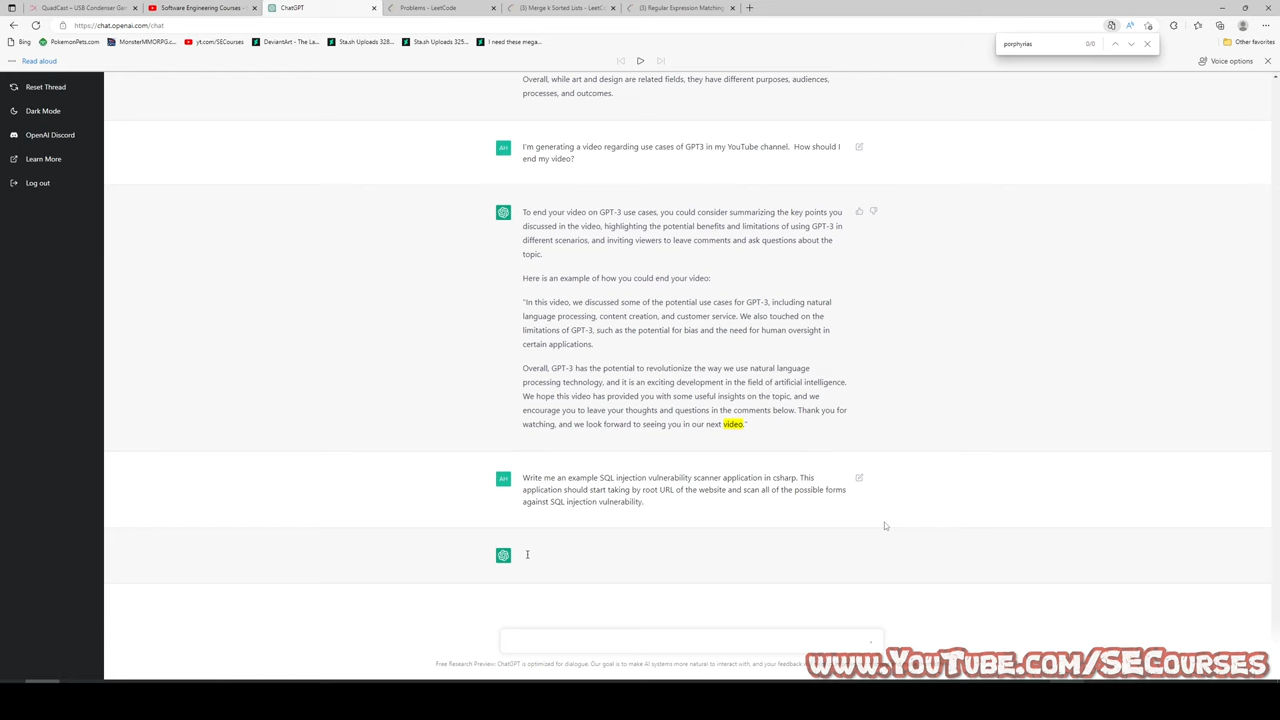 QuadCast – USB Condenser Gam
Software Engineering Courses -
ChatGPT
Problems - LeetCode
(3) Merge k Sorted Lists - LeetCo
(3) Regular Expression Matching
https://chat.openai.com/chat
Bing
PokemonPets.com
MonsterMMORPG.c...
yt.com/SECourses
DeviantArt - The La...
Sta.sh Uploads 328...
Sta.sh Uploads 325...
I need these mega...
Other favorites
porphyrias
0/0
Read aloud
Voice options
Reset Thread
Dark Mode
OpenAI Discord
Learn More
Log out
Overall, while art and design are related fields, they have different purposes, audiences,
processes, and outcomes.
AH
I'm generating a video regarding use cases of GPT3 in my YouTube channel. How should I
end my video?
To end your video on GPT-3 use cases, you could consider summarizing the key points you
discussed in the video, highlighting the potential benefits and limitations of using GPT-3 in
different scenarios, and inviting viewers to leave comments and ask questions about the
topic.
Here is an example of how you could end your video:
"In this video, we discussed some of the potential use cases for GPT-3, including natural
language processing, content creation, and customer service. We also touched on the
limitations of GPT-3, such as the potential for bias and the need for human oversight in
certain applications.
Overall, GPT-3 has the potential to revolutionize the way we use natural language
processing technology, and it is an exciting development in the field of artificial intelligence.
We hope this video has provided you with some useful insights on the topic, and we
encourage you to leave your thoughts and questions in the comments below. Thank you for
watching, and we look forward to seeing you in our next video."
AH
Write me an example SQL injection vulnerability scanner application in csharp. This
application should start taking by root URL of the website and scan all of the possible forms
against SQL injection vulnerability.
Free Research Preview: ChatGPT is optimized for dialogue. Our goal is to make AI systems more natural to interact with, and your feedback
www.YouTube.com/SECourses